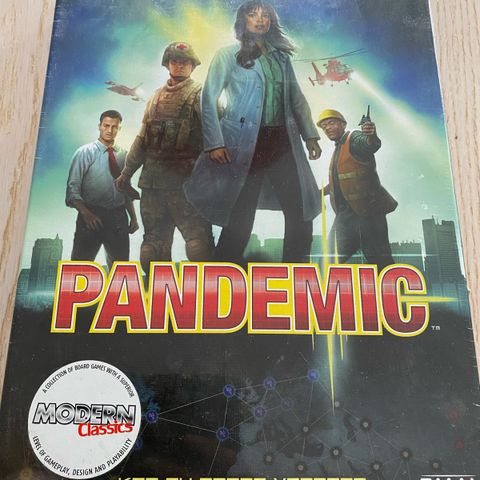 PANDEMIC
TM
A COLLECTION OF BOARD GAMES WITH A SUPERIOR
MODERN
Classics
LEVEL OF GAMEPLAY, DESIGN AND PLAYABILITY